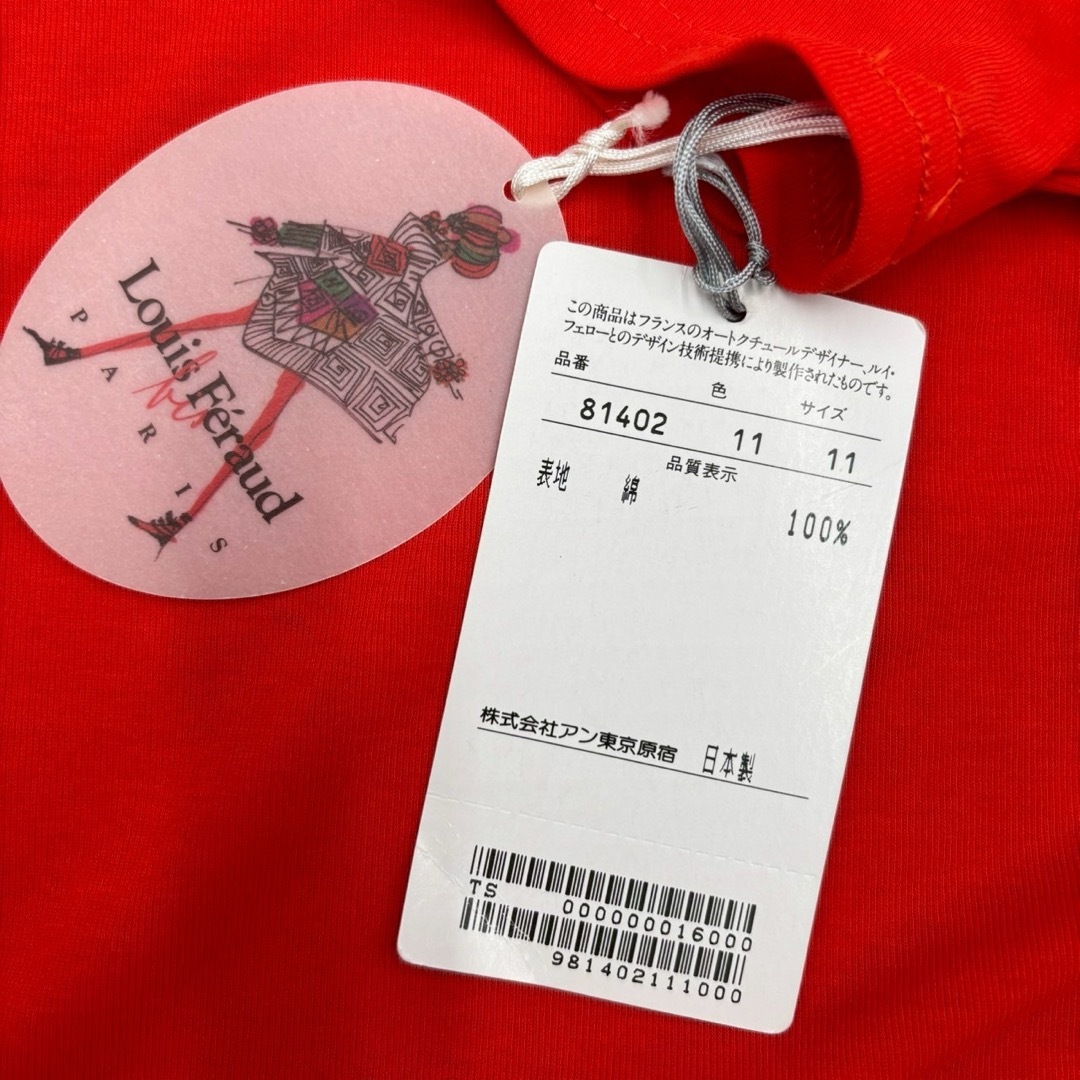 Louis Féraud
PARIS
この商品はフランスのオートクチュールデザイナー、ルイ・
フェローとのデザイン技術提携により製作されたものです。
品番 色 サイズ
81402 11 11
品質表示
表地 綿 100%
株式会社アン東京原宿 日本製
TS 000000016000
981402111000